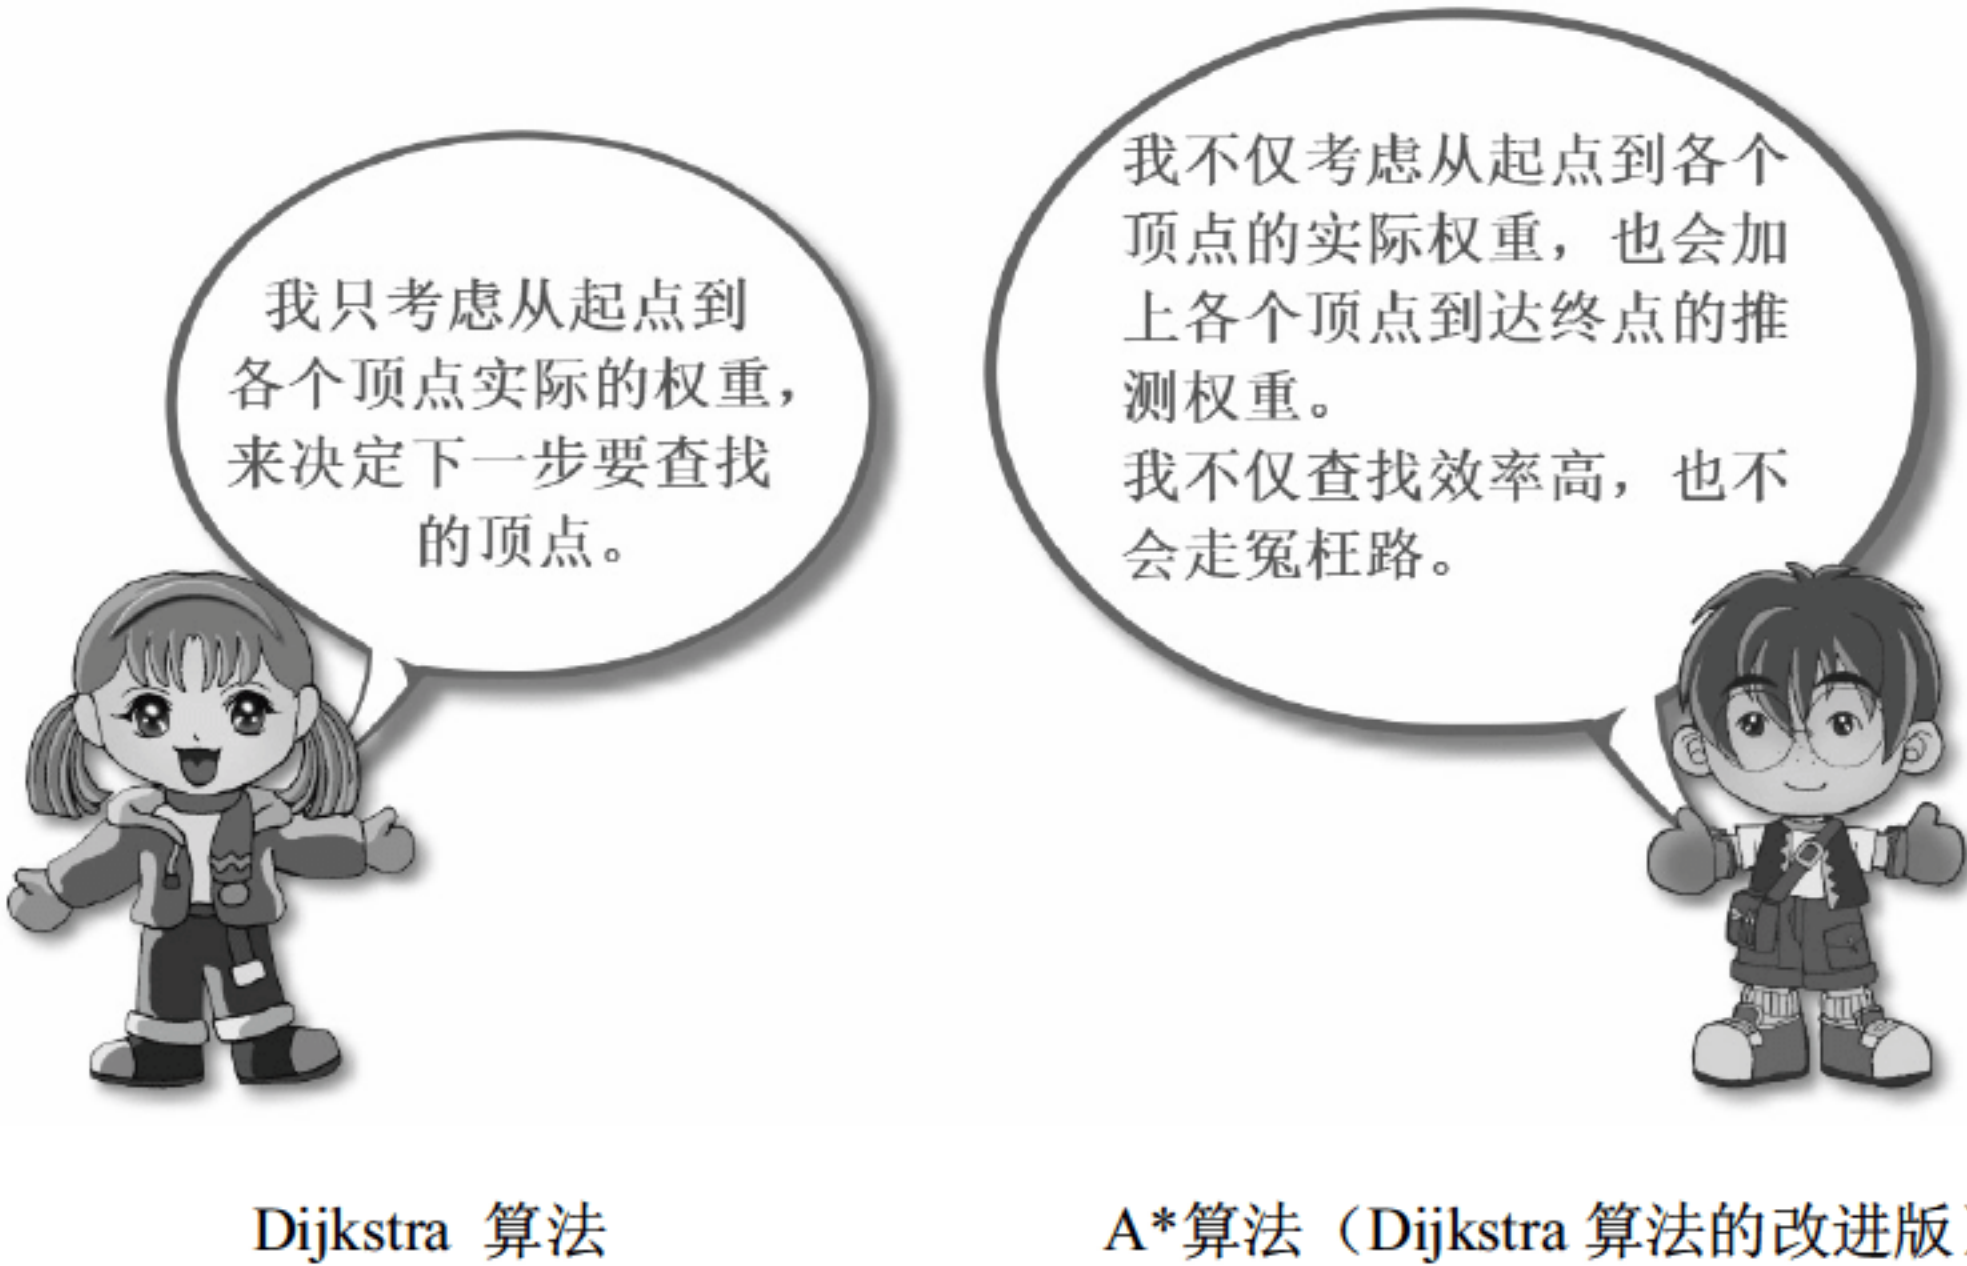 我只考虑从起点到
各个顶点实际的权重，
来决定下一步要查找
的顶点。
我不仅考虑从起点到各个
顶点的实际权重，也会加
上各个顶点到达终点的推
测权重。
我不仅查找效率高，也不
会走冤枉路。
Dijkstra 算法
A*算法（Dijkstra 算法的改进版）